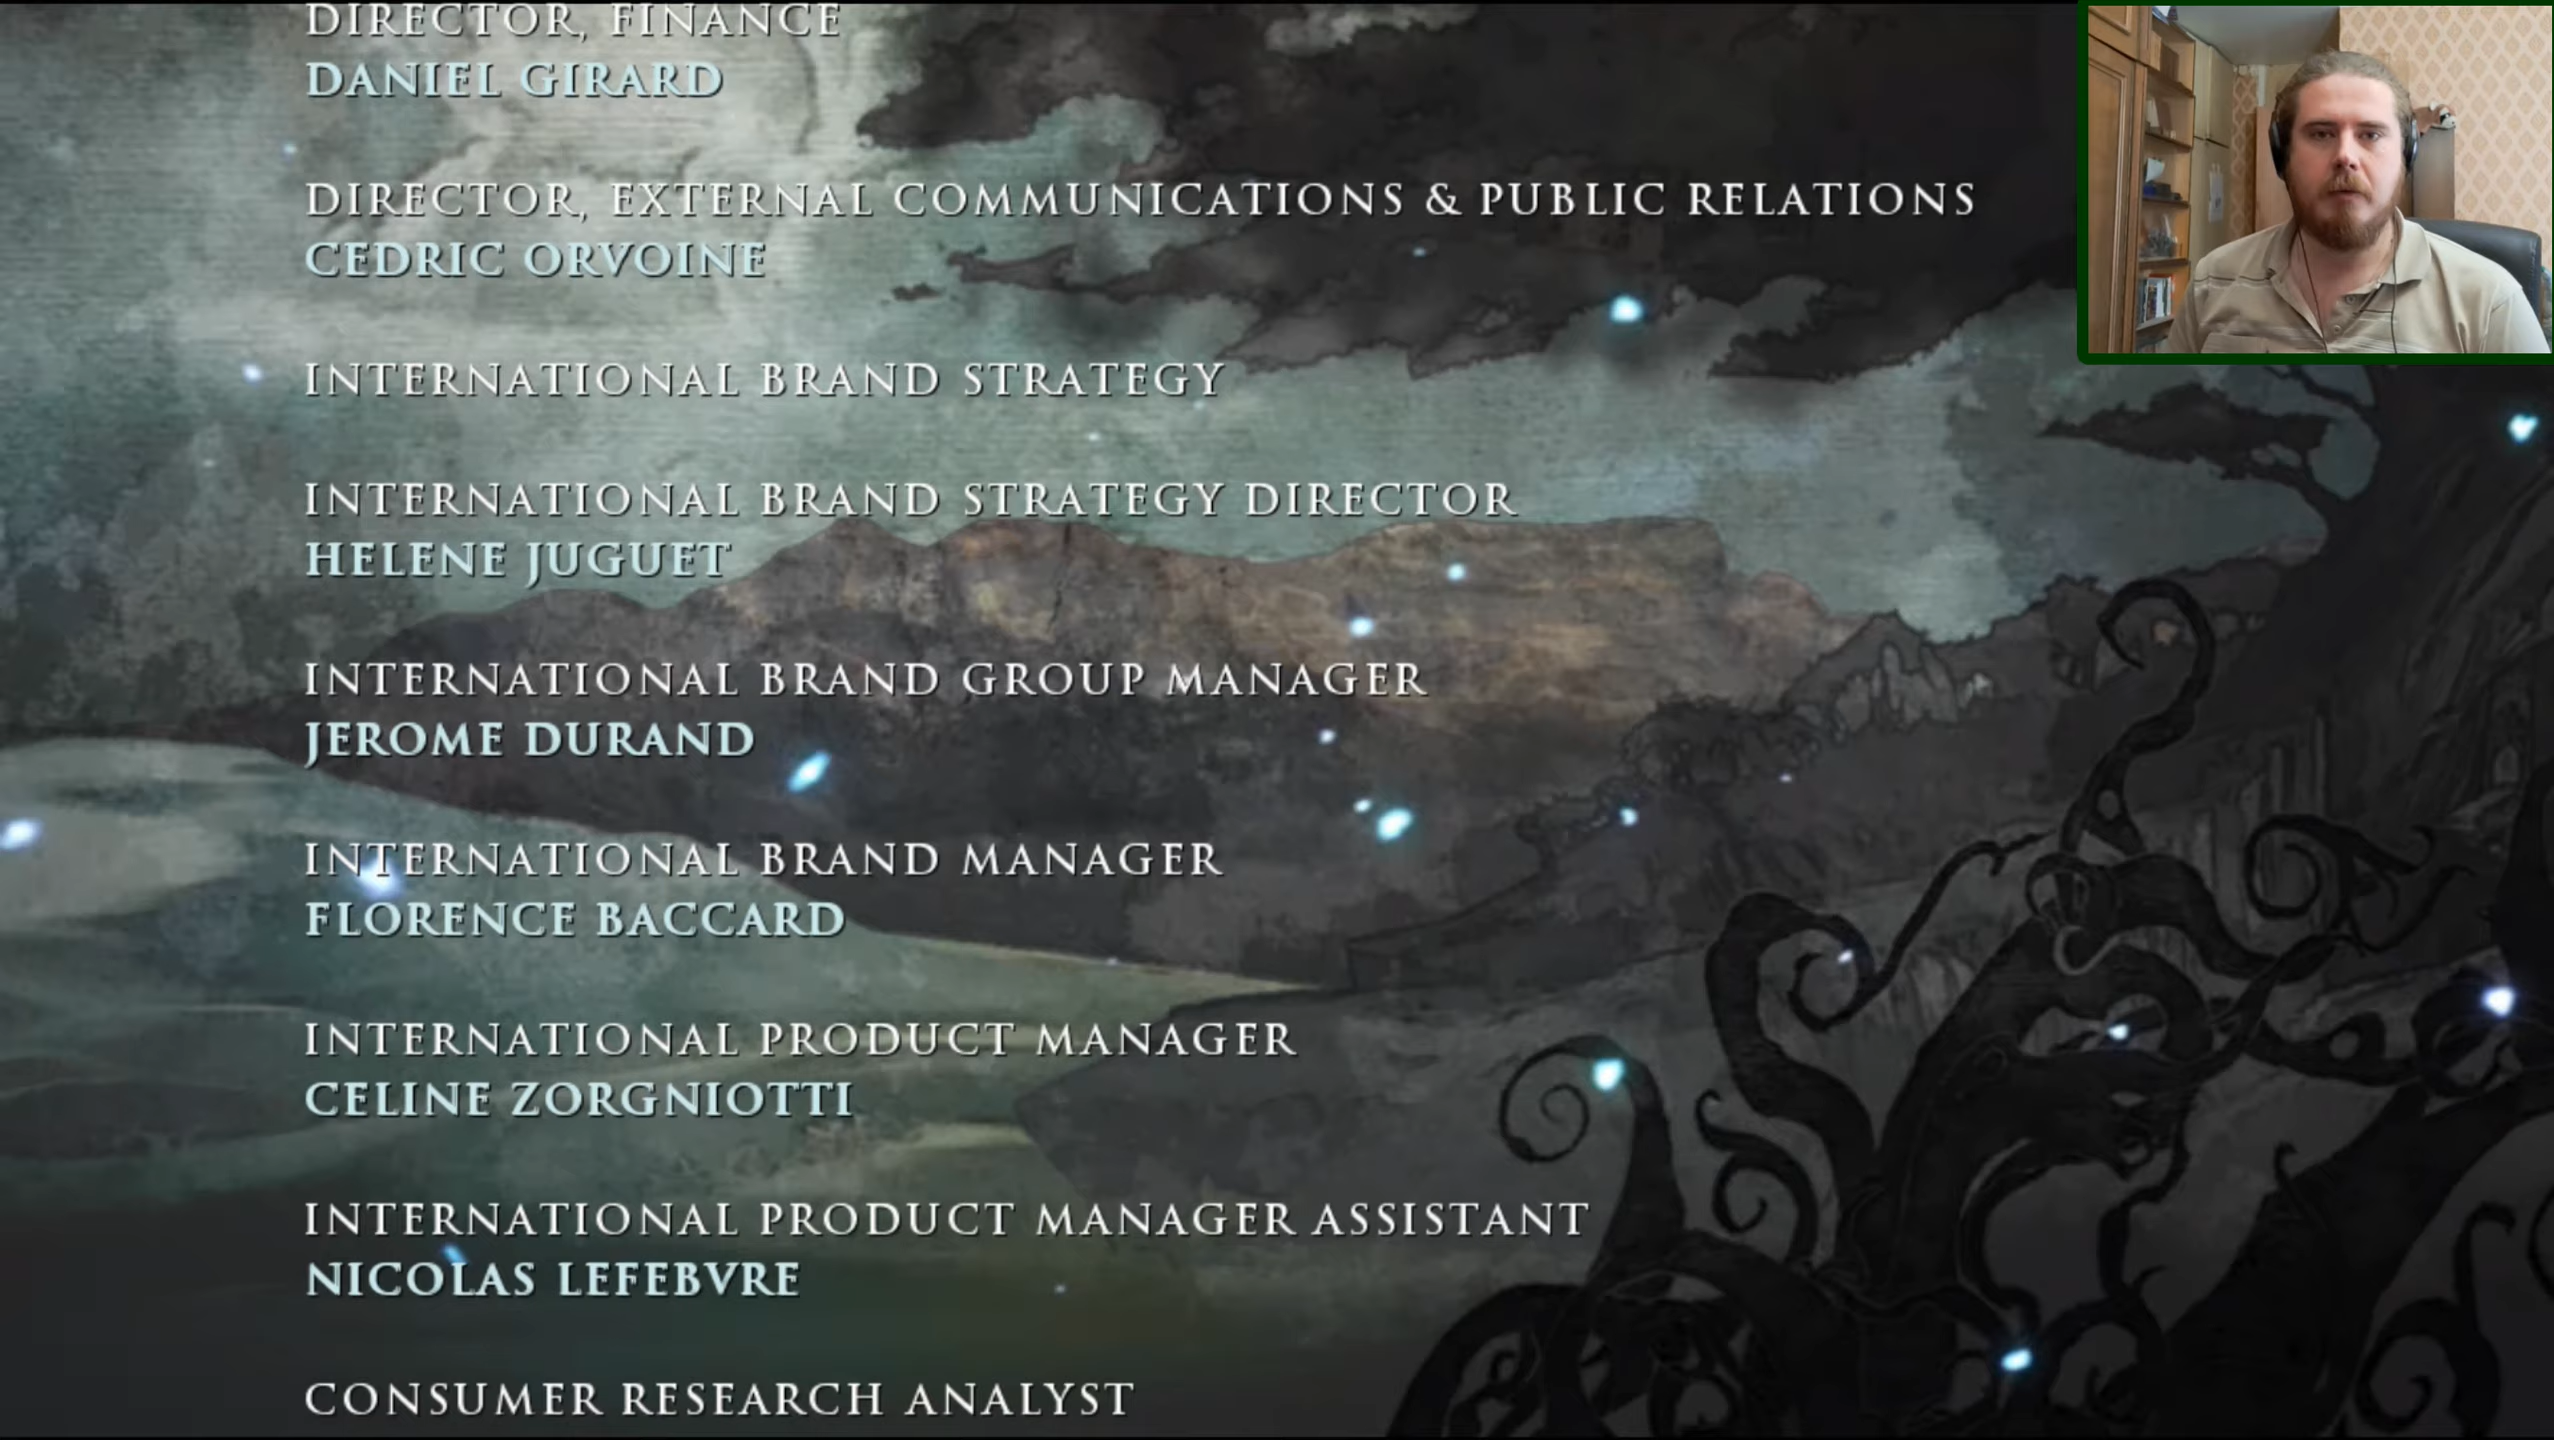 DIRECTOR, FINANCE
DANIEL GIRARD
DIRECTOR, EXTERNAL COMMUNICATIONS & PUBLIC RELATIONS
CEDRIC ORVOINE
INTERNATIONAL BRAND STRATEGY
INTERNATIONAL BRAND STRATEGY DIRECTOR
HELENE JUGUET
INTERNATIONAL BRAND GROUP MANAGER
JEROME DURAND
INTERNATIONAL BRAND MANAGER
FLORENCE BACCARD
INTERNATIONAL PRODUCT MANAGER
CELINE ZORGNIOTTI
INTERNATIONAL PRODUCT MANAGER ASSISTANT
NICOLAS LEFEBVRE
CONSUMER RESEARCH ANALYST